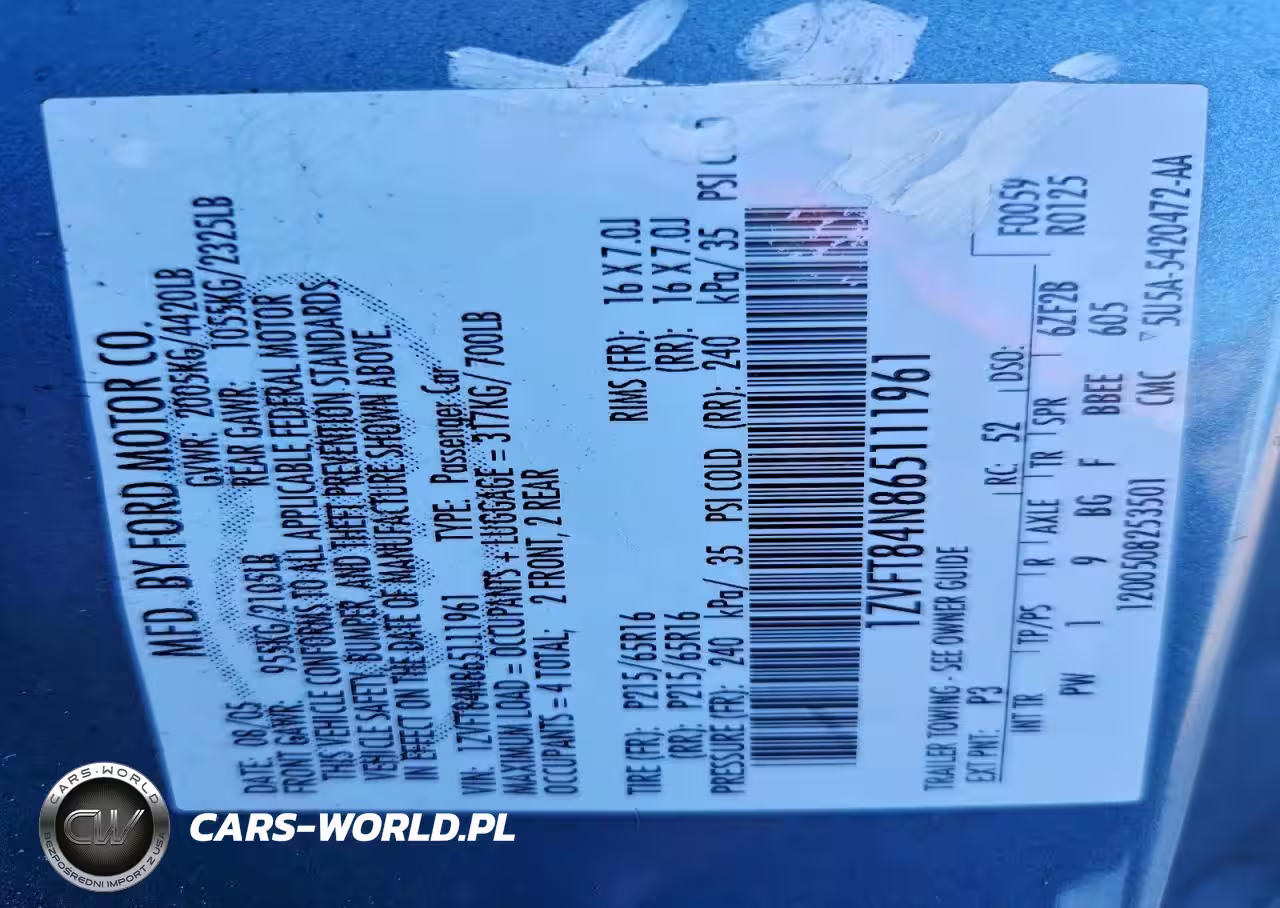 MFD. BY FORD MOTOR CO.
DATE: 08/05 GVWR: 2005KG/4420LB
FRONT GAWR: 955KG/2105LB REAR GAWR: 1055KG/2325LB
THIS VEHICLE CONFORMS TO ALL APPLICABLE FEDERAL MOTOR
VEHICLE SAFETY, BUMPER, AND THEFT PREVENTION STANDARDS
IN EFFECT ON THE DATE OF MANUFACTURE SHOWN ABOVE.
VIN: 1ZVFT84N865111961 TYPE: Passenger Car
MAXIMUM LOAD = OCCUPANTS + LUGGAGE = 317KG/700LB
OCCUPANTS = 4 TOTAL; 2 FRONT, 2 REAR
TIRE (FR): P215/65R16 RIMS (FR): 16 X 7.0J
(RR): P215/65R16 (RR): 16 X 7.0J
PRESSURE (FR): 240 kPa/ 35 PSI COLD (RR): 240 kPa/ 35 PSI
1ZVFT84N865111961
F0059
R0125
TRAILER TOWING - SEE OWNER GUIDE
EXT PNT: P3 RC: 52 DSO:
INT TR TP/PS R AXLE TR SPR 6ZF2B
PW 1 9 BG F BBEE 605
12005082253501 CMC ▽5U5A-5420472-AA
CARS-WORLD
CW
BEZPOŚREDNI IMPORT Z USA
CARS-WORLD.PL